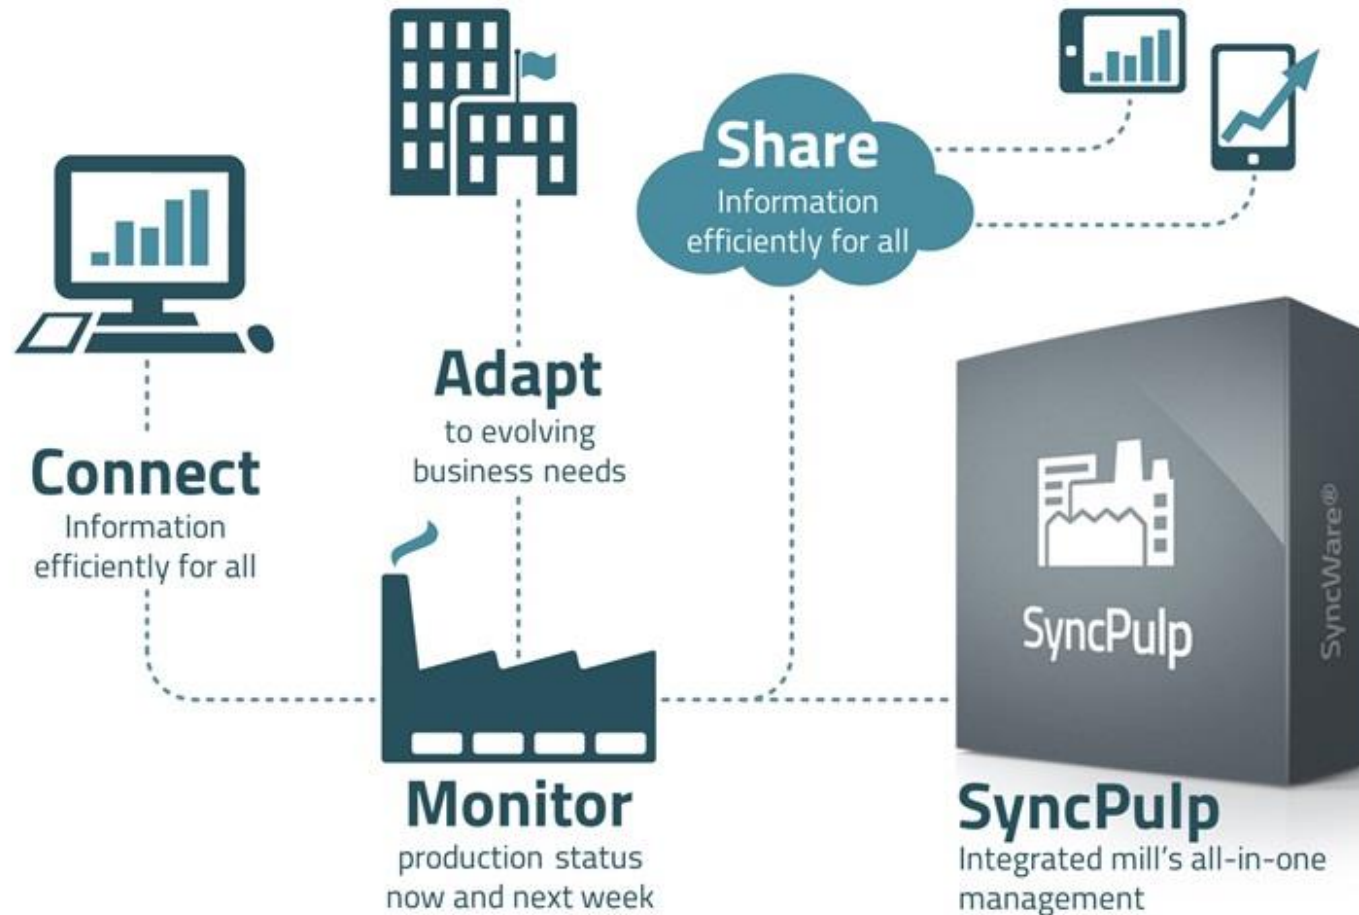 Share
Information
efficiently for all
Adapt
to evolving
business needs
Connect
Information
efficiently for all
SyncPulp
SyncWare®
Monitor
production status
now and next week
SyncPulp
Integrated mill's all-in-one
management